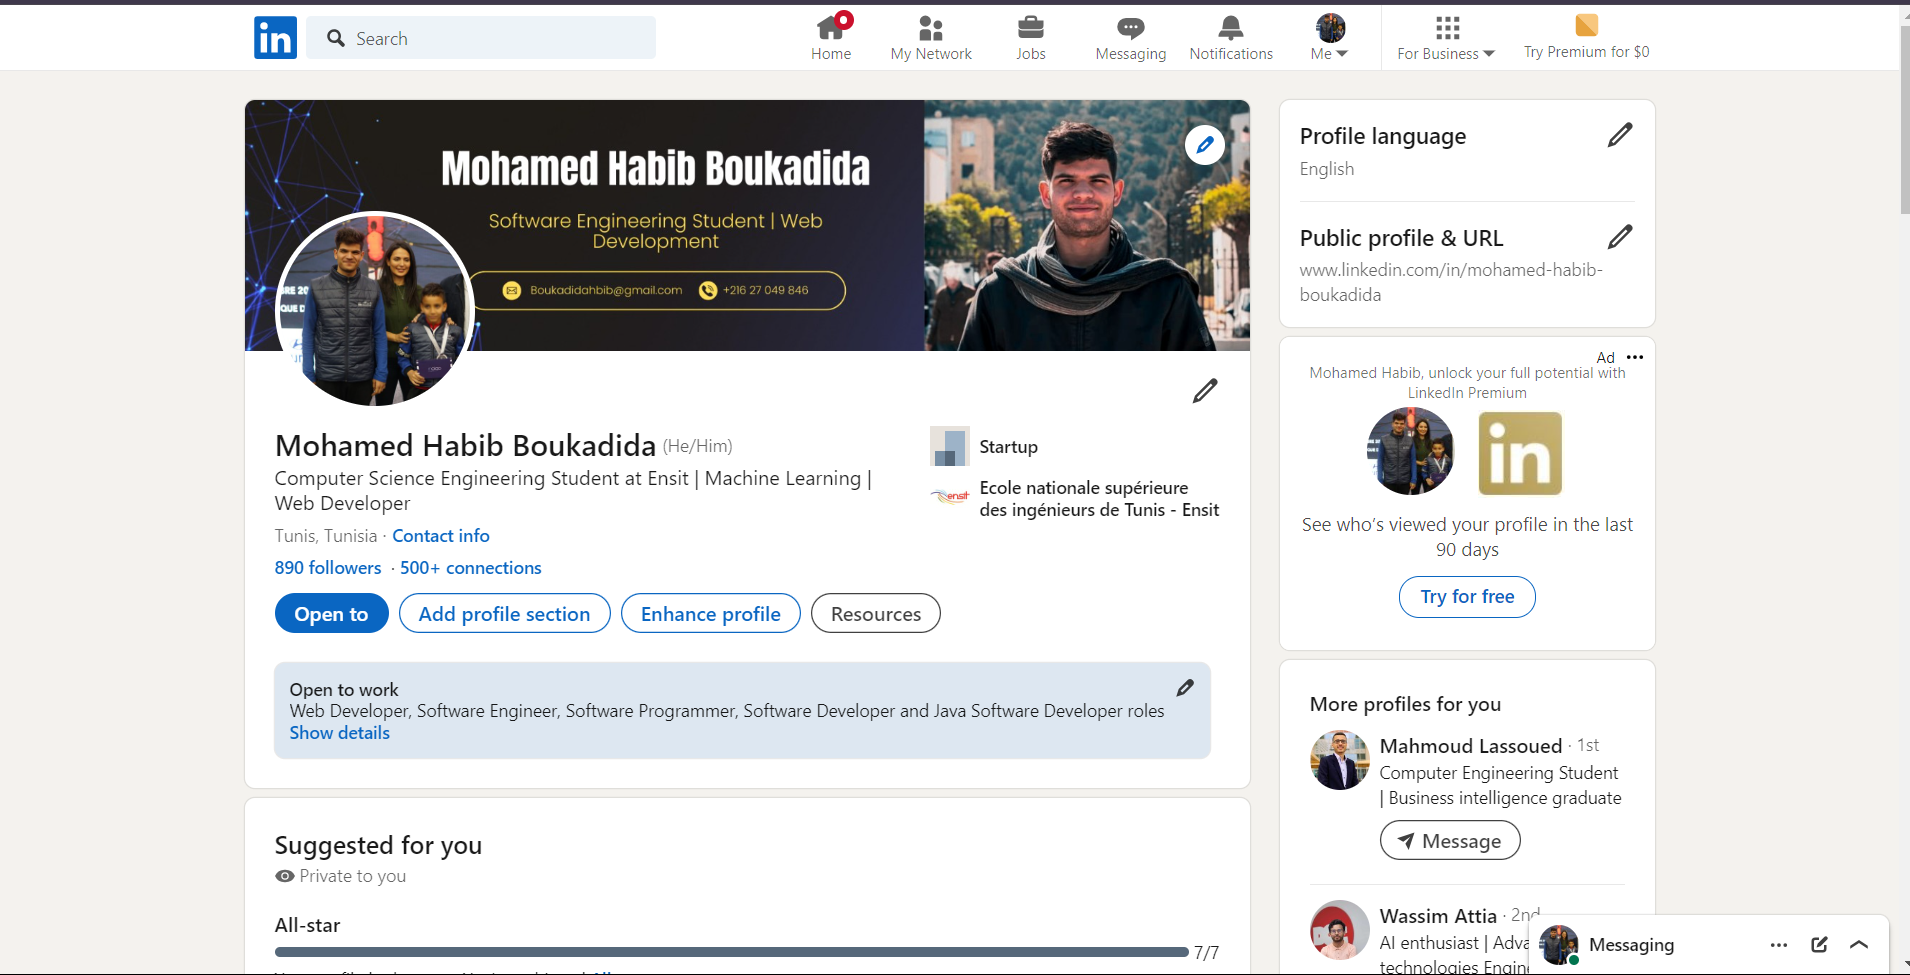 in
Search
Home
My Network
Jobs
Messaging
Notifications
Me
For Business
Try Premium for $0
Mohamed Habib Boukadida
Software Engineering Student | Web
Development
Boukadidahbib@gmail.com
+216 27 049 846
Mohamed Habib Boukadida (He/Him)
Computer Science Engineering Student at Ensit | Machine Learning |
Web Developer
Tunis, Tunisia · Contact info
890 followers · 500+ connections
Startup
ensit
Ecole nationale supérieure
des ingénieurs de Tunis - Ensit
Open to
Add profile section
Enhance profile
Resources
Open to work
Web Developer, Software Engineer, Software Programmer, Software Developer and Java Software Developer roles
Show details
Suggested for you
Private to you
All-star
7/7
Profile language
English
Public profile & URL
www.linkedin.com/in/mohamed-habib-
boukadida
Ad
Mohamed Habib, unlock your full potential with
LinkedIn Premium
in
See who's viewed your profile in the last
90 days
Try for free
More profiles for you
Mahmoud Lassoued · 1st
Computer Engineering Student
| Business intelligence graduate
Message
Wassim Attia · 2nd
AI enthusiast | Adva
technologies Engine
Messaging